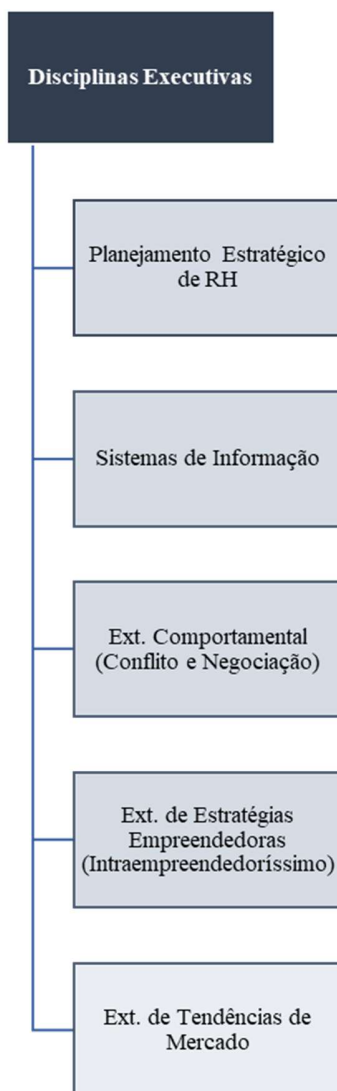 Disciplinas Executivas
Planejamento Estratégico
de RH
Sistemas de Informação
Ext. Comportamental
(Conflito e Negociação)
Ext. de Estratégias
Empreendedoras
(Intraempreendedoríssimo)
Ext. de Tendências de
Mercado